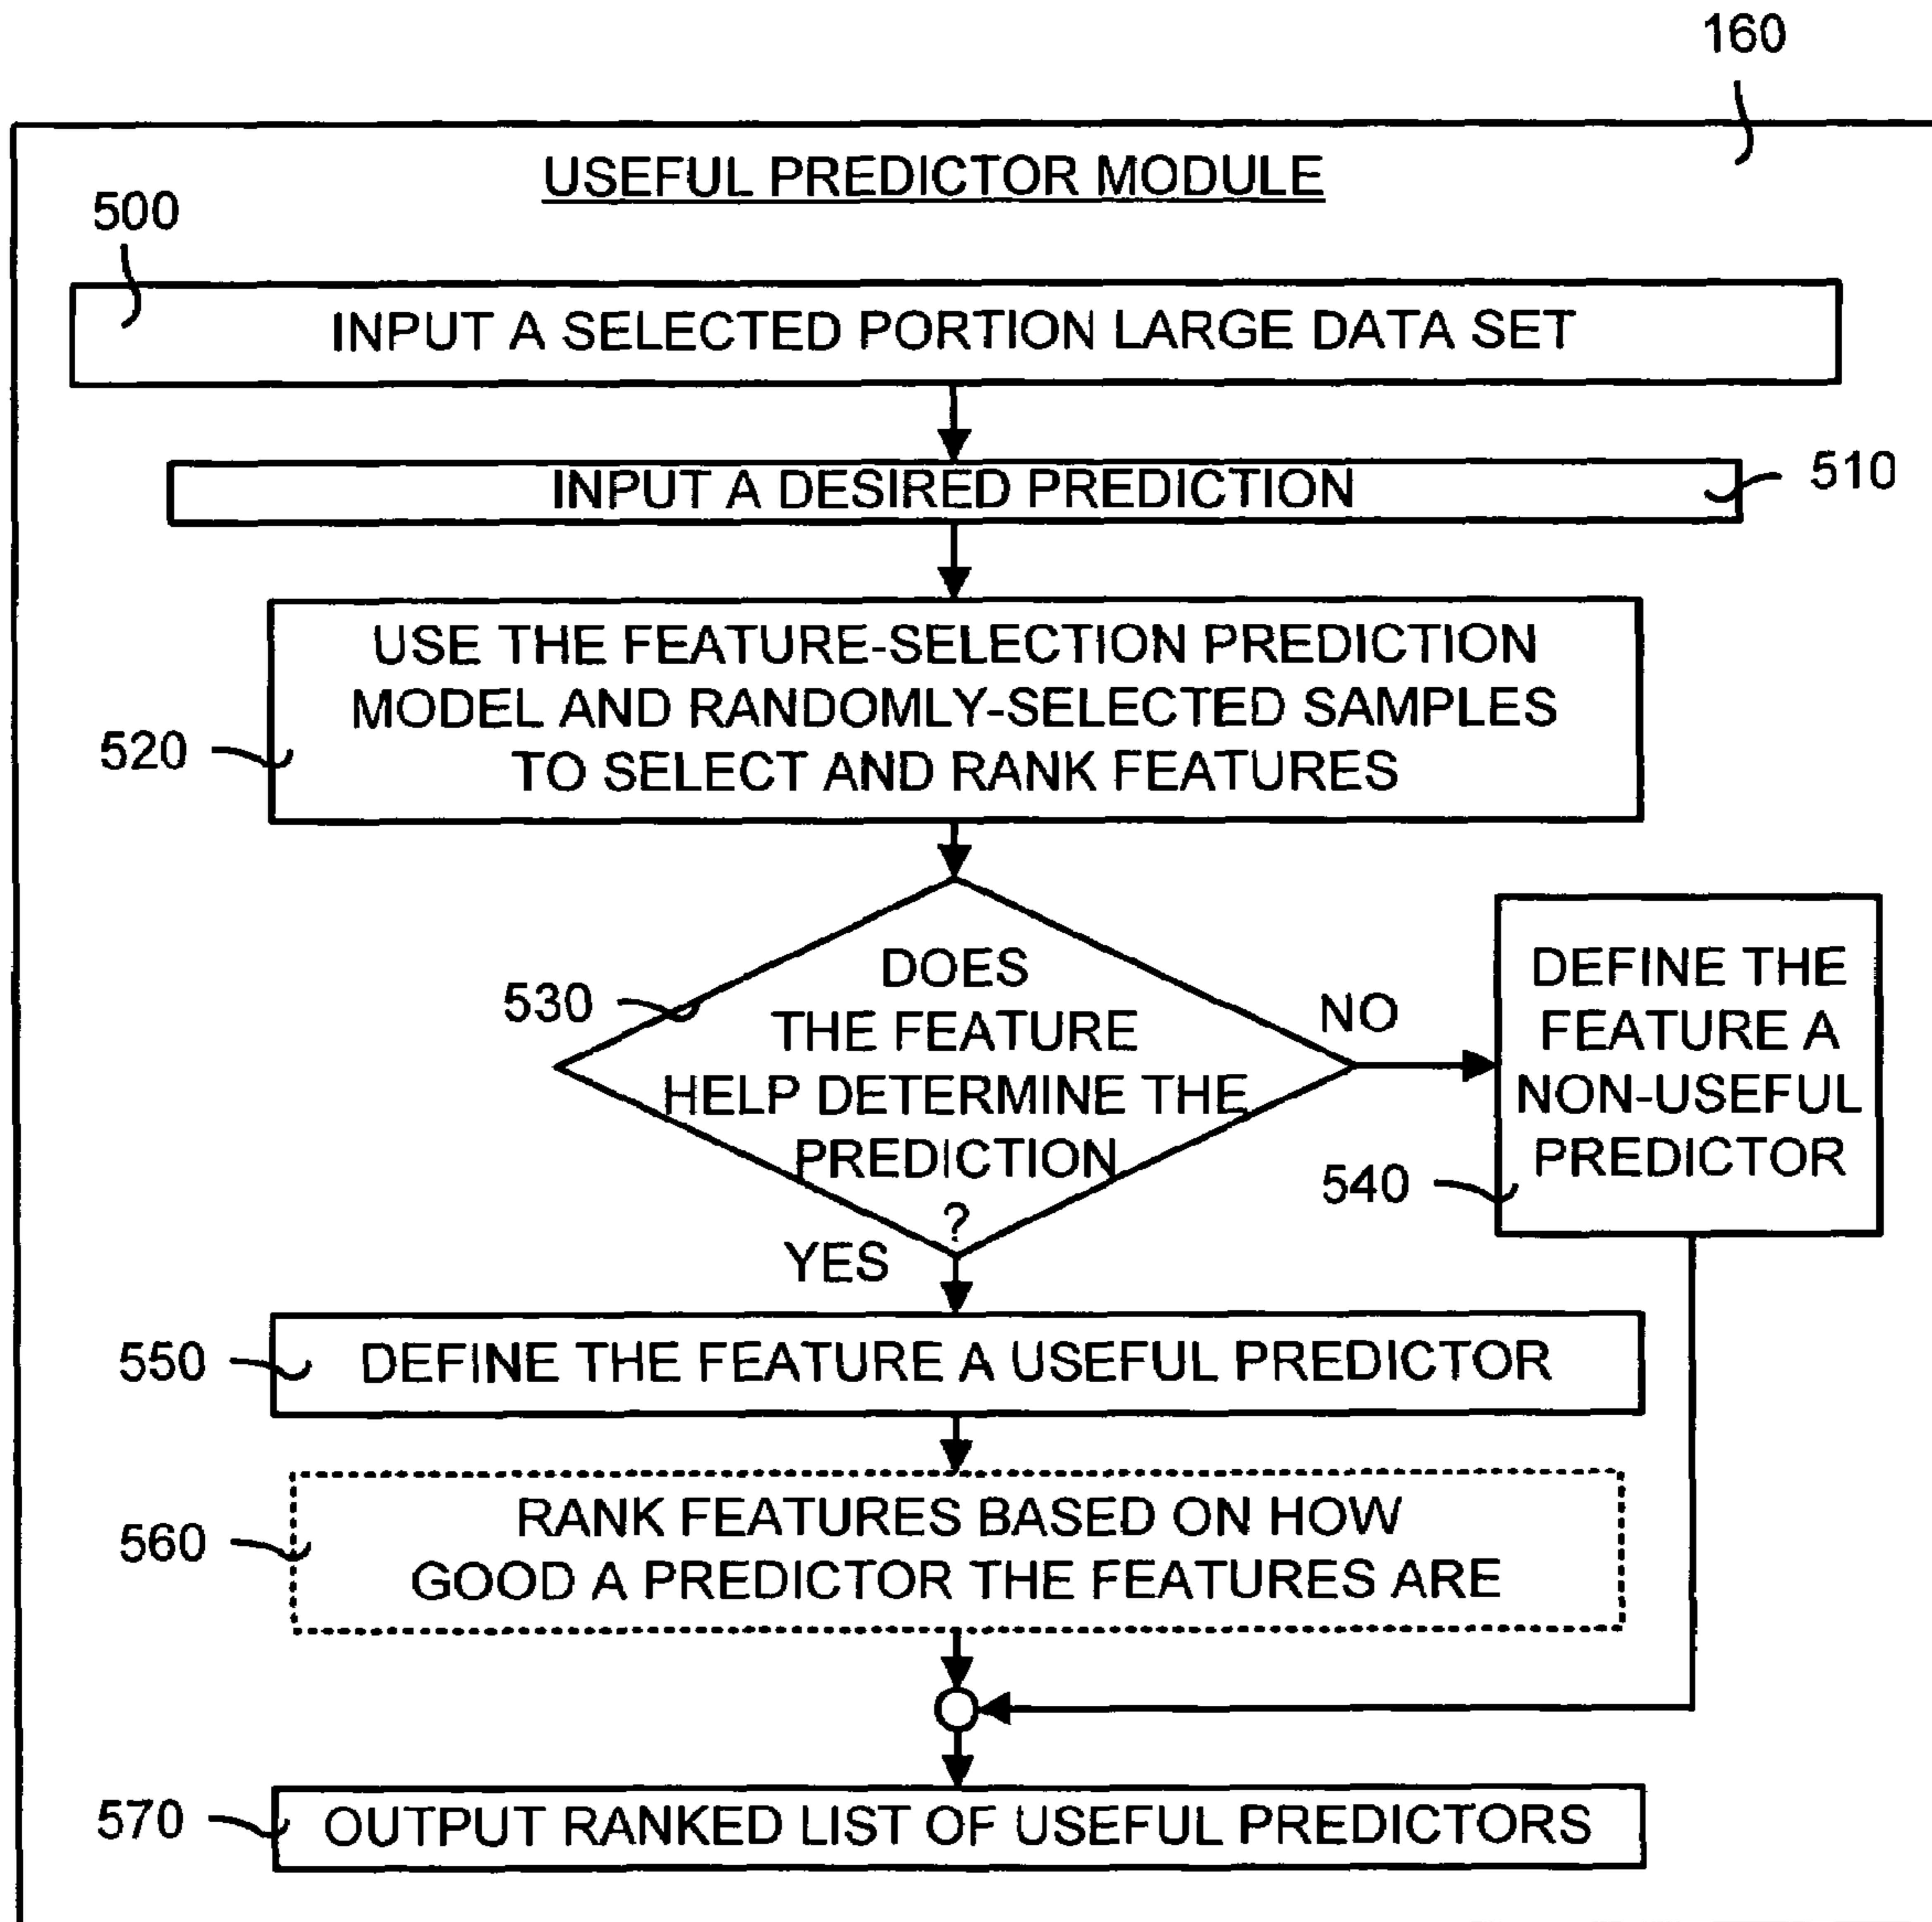 160
USEFUL PREDICTOR MODULE
500
INPUT A SELECTED PORTION LARGE DATA SET
INPUT A DESIRED PREDICTION
510
USE THE FEATURE-SELECTION PREDICTION
MODEL AND RANDOMLY-SELECTED SAMPLES
TO SELECT AND RANK FEATURES
520
DOES
THE FEATURE
HELP DETERMINE THE
PREDICTION
?
530
NO
DEFINE THE
FEATURE A
NON-USEFUL
PREDICTOR
540
YES
550
DEFINE THE FEATURE A USEFUL PREDICTOR
560
RANK FEATURES BASED ON HOW
GOOD A PREDICTOR THE FEATURES ARE
570
OUTPUT RANKED LIST OF USEFUL PREDICTORS